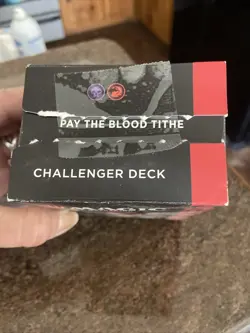 PAY THE BLOOD TITHE
CHALLENGER DECK